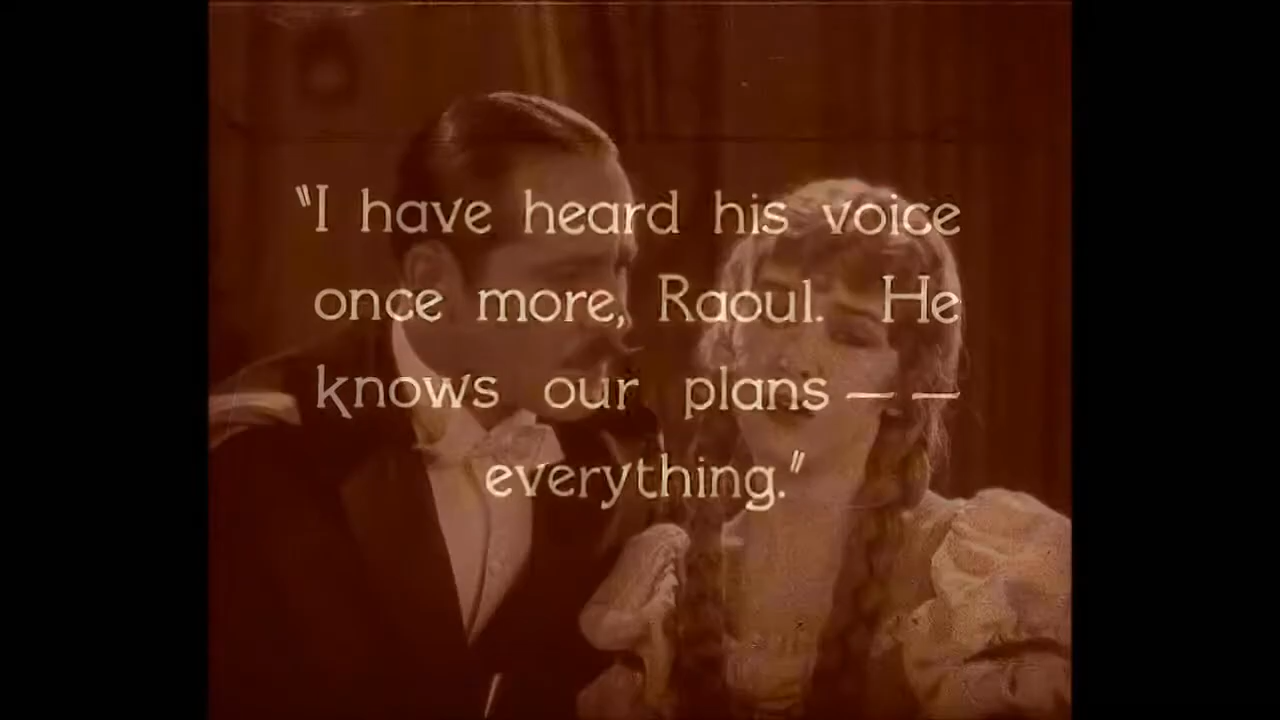 "I have heard his voice
once more, Raoul. He
knows our plans — —
everything."